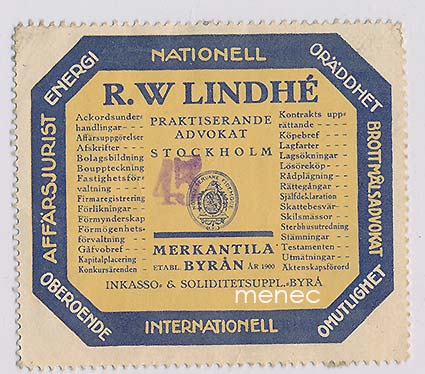 NATIONELL
ENERGI
ORÄDDHET
AFFÄRSJURIST
BROTTMÅLSADVOKAT
OBEROENDE
OMUTLIGHET
INTERNATIONELL
R.W LINDHÉ
PRAKTISERANDE
ADVOKAT
STOCKHOLM
Ackordsunder-
handlingar
Affärsuppgörelser
Afskrifter
Bolagsbildning
Bouppteckning
Fastighetsför-
valtning
Firmaregistrering
Förlikningar
Förmynderskap
Förmögenhets-
förvaltning
Gåfvobref
Kapitalplacering
Konkursärenden
Kontrakts upp-
rättande
Köpebref
Lagfarter
Lagsökningar
Lösöreköp
Rådplägning
Rättegångar
Själfdeklaration
Skattebesvär
Skilsmässor
Sterbhusutredning
Stämningar
Testamenten
Utmätningar
Äktenskapsförord
45
MERKANTILA
BYRÅN
ETABL. ÅR 1900
INKASSO- & SOLIDITETSUPPL.-BYRÅ
menec